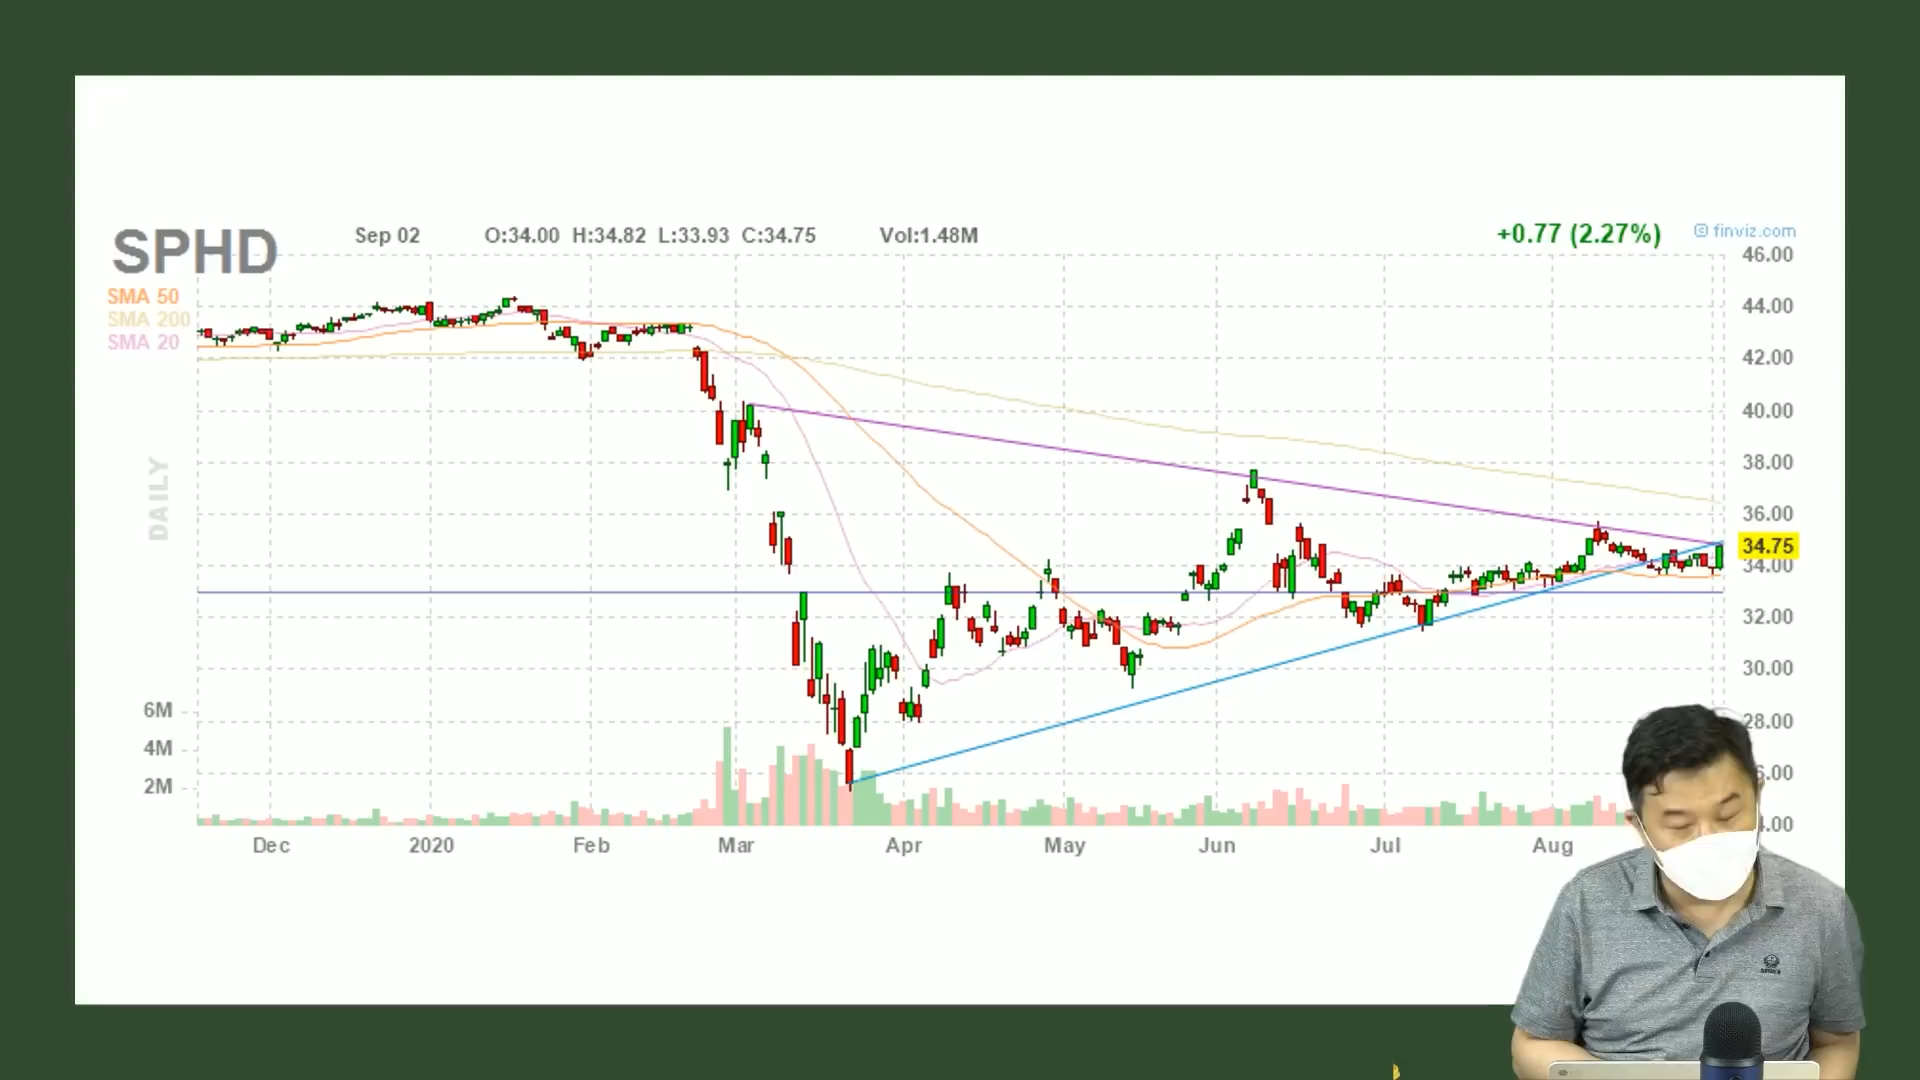 SPHD Sep 02 O:34.00 H:34.82 L:33.93 C:34.75 Vol:1.48M +0.77 (2.27%) © finviz.com
SMA 50
SMA 200
SMA 20
DAILY
46.00
44.00
42.00
40.00
38.00
36.00
34.75
34.00
32.00
30.00
28.00
6M
4M
2M
Dec 2020 Feb Mar Apr May Jun Jul Aug